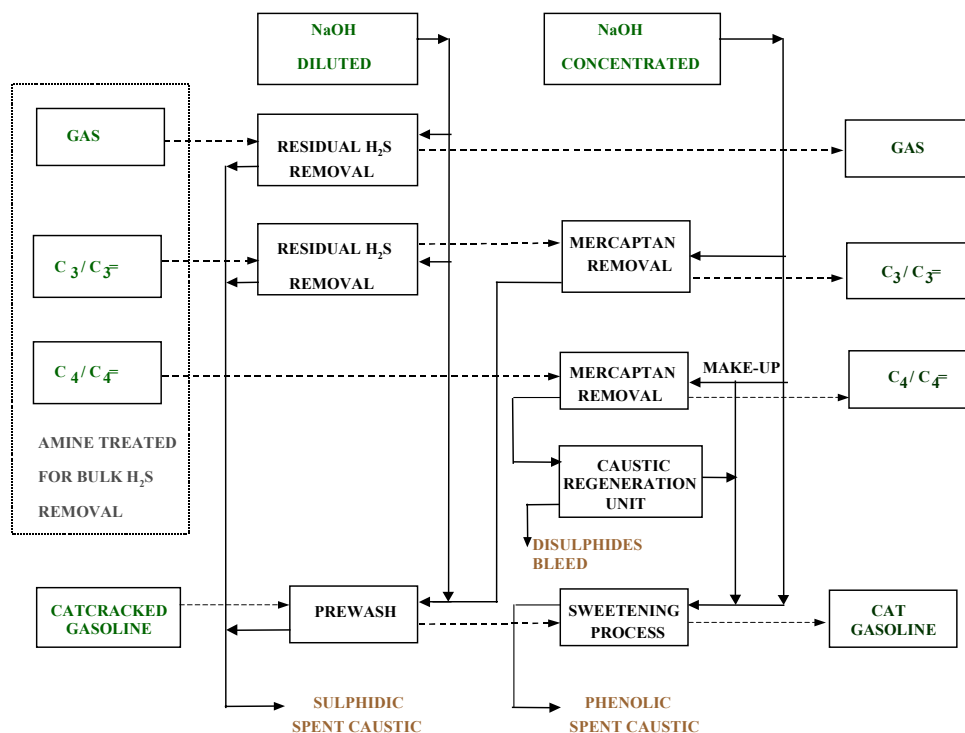 NaOH
DILUTED
NaOH
CONCENTRATED
GAS
RESIDUAL H₂S
REMOVAL
GAS
C₃/C₃=
RESIDUAL H₂S
REMOVAL
MERCAPTAN
REMOVAL
C₃/C₃=
C₄/C₄=
MERCAPTAN
REMOVAL
MAKE-UP
C₄/C₄=
AMINE TREATED
FOR BULK H₂S
REMOVAL
CAUSTIC
REGENERATION
UNIT
DISULPHIDES
BLEED
CATCRACKED
GASOLINE
PREWASH
SWEETENING
PROCESS
CAT
GASOLINE
SULPHIDIC
SPENT CAUSTIC
PHENOLIC
SPENT CAUSTIC